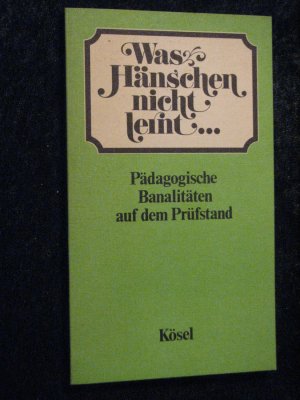 Was
Hänschen
nicht
lernt...
Pädagogische
Banalitäten
auf dem Prüfstand
Kösel